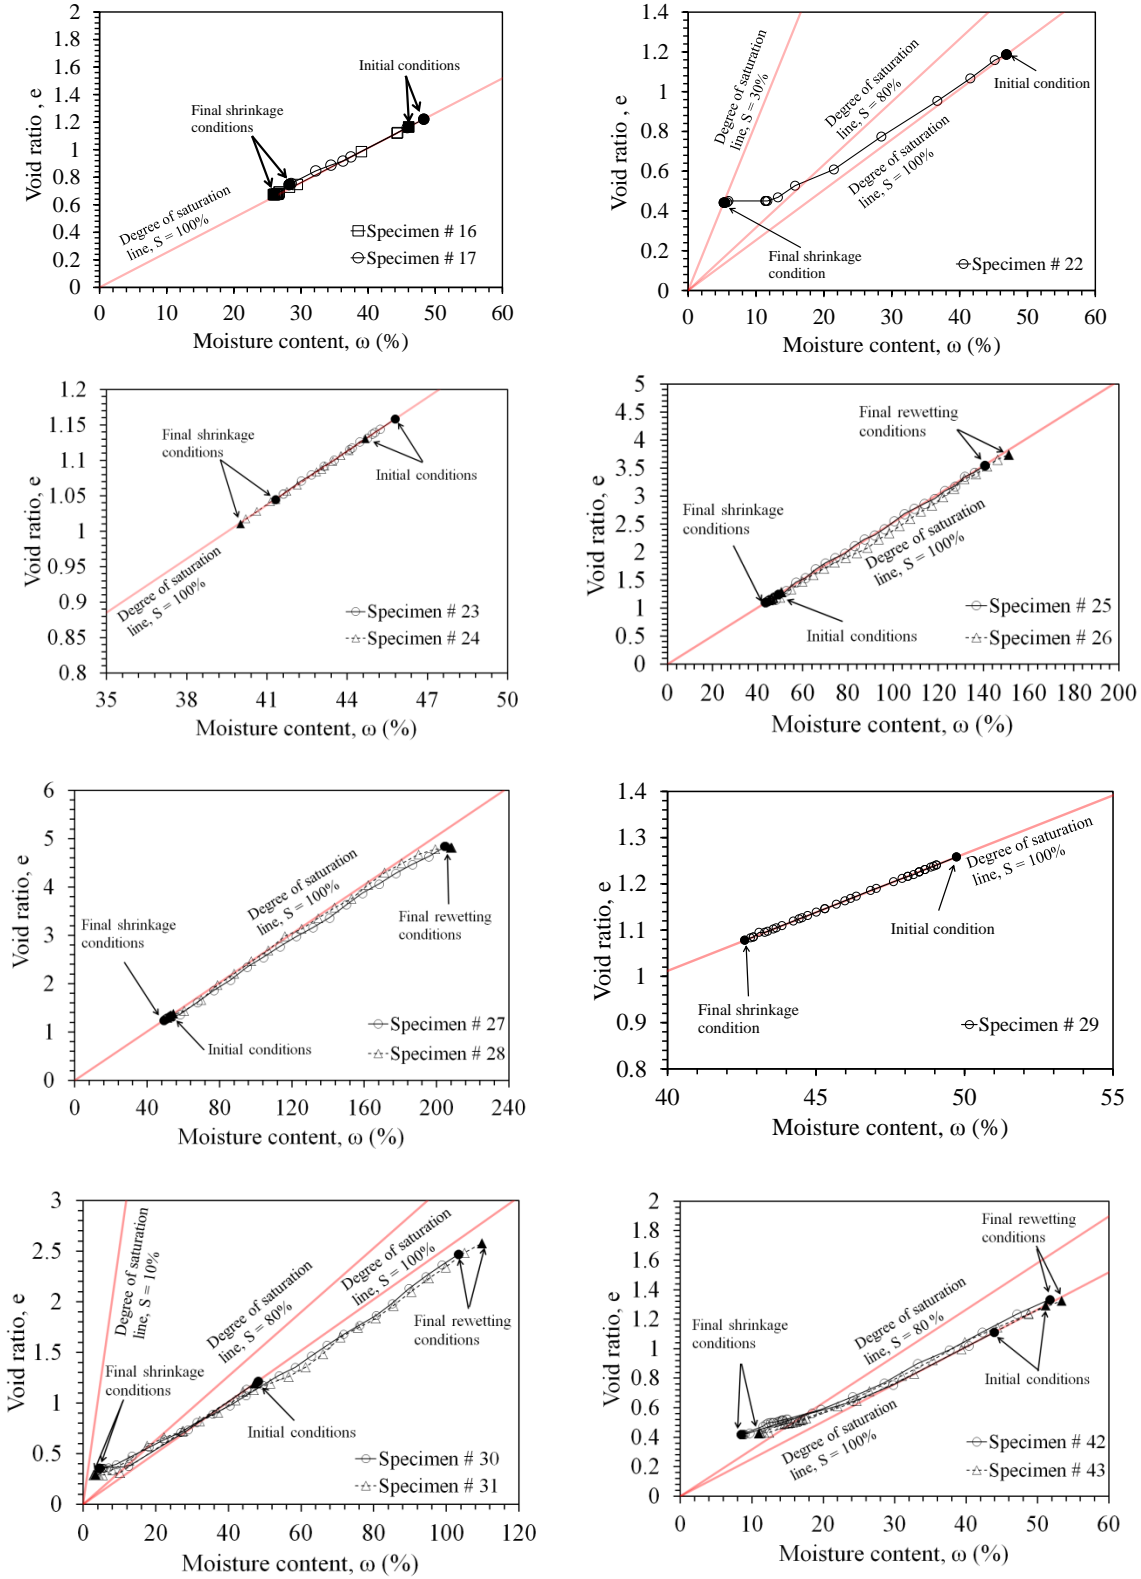 2
1.8
1.6
1.4
1.2
1
0.8
0.6
0.4
0.2
0
Void ratio , e
Initial conditions
Final shrinkage
conditions
Degree of saturation
line, S = 100%
Specimen # 16
Specimen # 17
0 10 20 30 40 50 60
Moisture content, ω (%)
1.4
1.2
1
0.8
0.6
0.4
0.2
0
Void ratio , e
Degree of saturation
line, S = 30%
Degree of saturation
line, S = 80%
Degree of saturation
line, S = 100%
Initial condition
Final shrinkage
condition
Specimen # 22
0 10 20 30 40 50 60
Moisture content, ω (%)
1.2
1.15
1.1
1.05
1
0.95
0.9
0.85
0.8
Void ratio, e
Final shrinkage
conditions
Initial conditions
Degree of saturation
line, S = 100%
Specimen # 23
Specimen # 24
35 38 41 44 47 50
Moisture content, ω (%)
5
4.5
4
3.5
3
2.5
2
1.5
1
0.5
0
Void ratio, e
Final rewetting
conditions
Final shrinkage
conditions
Degree of saturation
line, S = 100%
Initial conditions
Specimen # 25
Specimen # 26
0 20 40 60 80 100 120 140 160 180 200
Moisture content, ω (%)
6
5
4
3
2
1
0
Void ratio, e
Degree of saturation
line, S = 100%
Final shrinkage
conditions
Final rewetting
conditions
Initial conditions
Specimen # 27
Specimen # 28
0 40 80 120 160 200 240
Moisture content, ω (%)
1.4
1.3
1.2
1.1
1
0.9
0.8
Void ratio, e
Degree of saturation
line, S = 100%
Initial condition
Final shrinkage
condition
Specimen # 29
40 45 50 55
Moisture content, ω (%)
3
2.5
2
1.5
1
0.5
0
Void ratio, e
Degree of saturation
line, S = 10%
Degree of saturation
line, S = 80%
Degree of saturation
line, S = 100%
Final rewetting
conditions
Final shrinkage
conditions
Initial conditions
Specimen # 30
Specimen # 31
0 20 40 60 80 100 120
Moisture content, ω (%)
2
1.8
1.6
1.4
1.2
1
0.8
0.6
0.4
0.2
0
Void ratio, e
Final rewetting
conditions
Degree of saturation
line, S = 80 %
Final shrinkage
conditions
Initial conditions
Degree of saturation
line, S = 100%
Specimen # 42
Specimen # 43
0 10 20 30 40 50 60
Moisture content, ω (%)